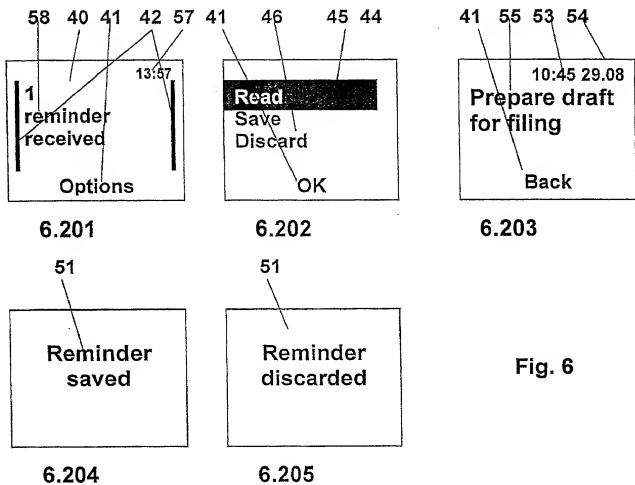 58 40 41 42 57 41 46 45 44 41 55 53 54
13:57
1
reminder
received
Options
6.201
Read
Save
Discard
OK
6.202
10:45 29.08
Prepare draft
for filing
Back
6.203
51
Reminder
saved
6.204
51
Reminder
discarded
6.205
Fig. 6